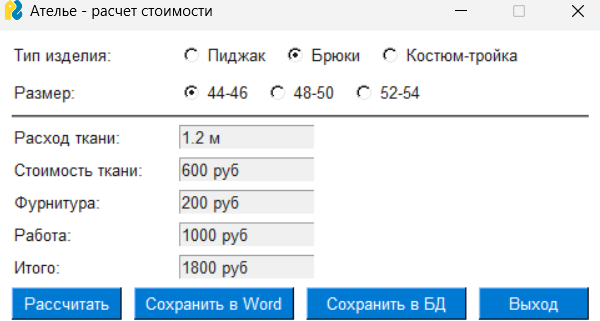 Ателье - расчет стоимости
Тип изделия: Пиджак Брюки Костюм-тройка
Размер: 44-46 48-50 52-54
Расход ткани: 1.2 м
Стоимость ткани: 600 руб
Фурнитура: 200 руб
Работа: 1000 руб
Итого: 1800 руб
Рассчитать Сохранить в Word Сохранить в БД Выход